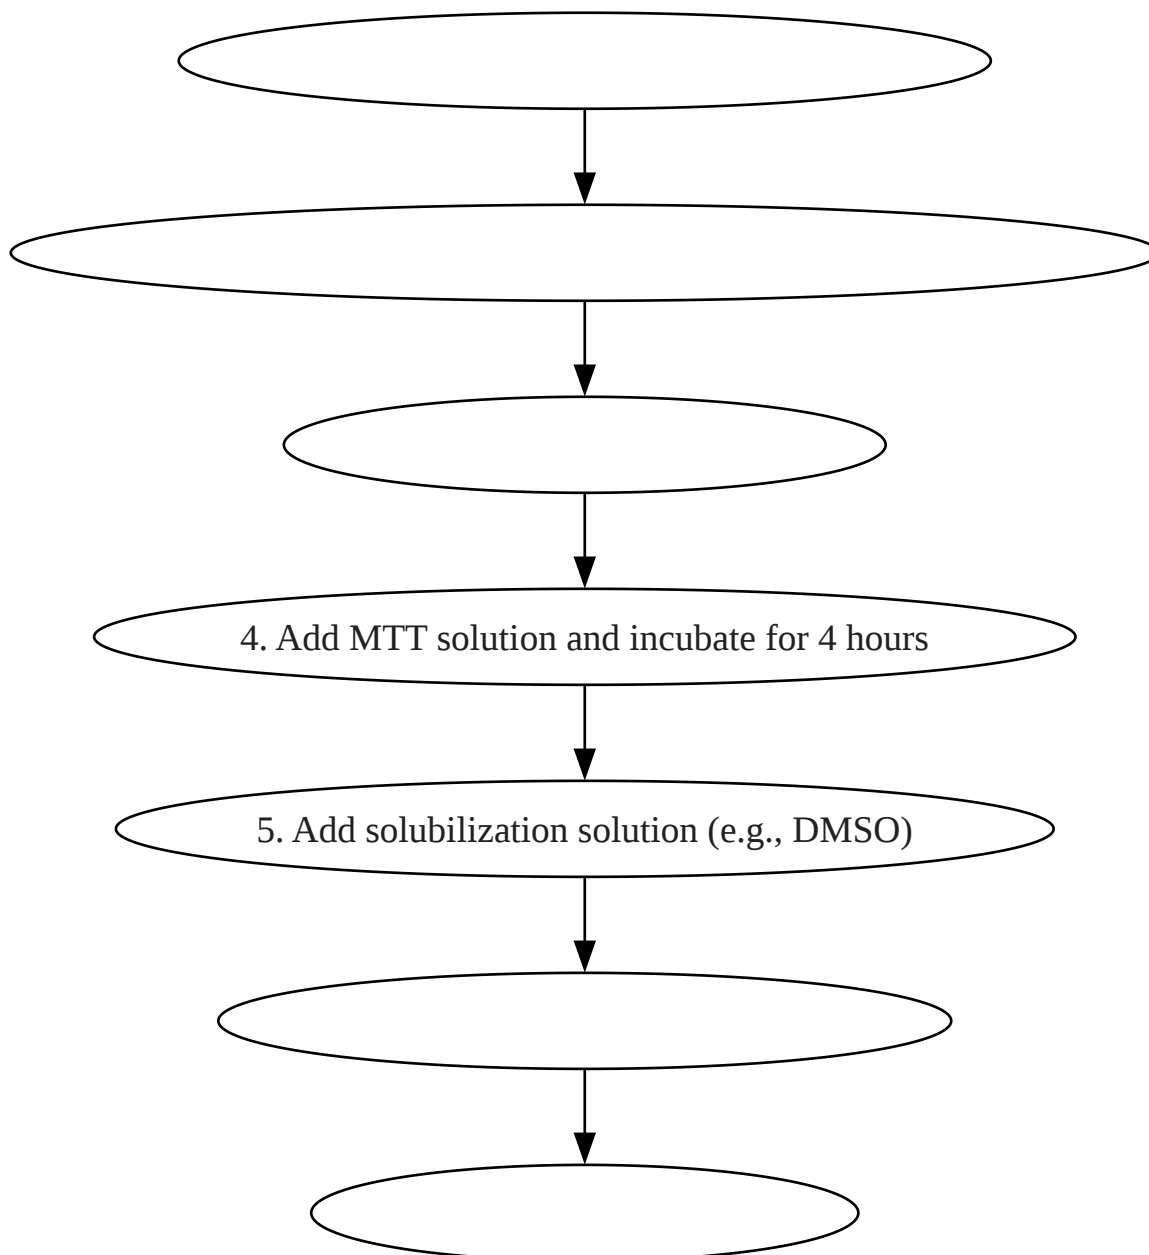 4. Add MTT solution and incubate for 4 hours
5. Add solubilization solution (e.g., DMSO)